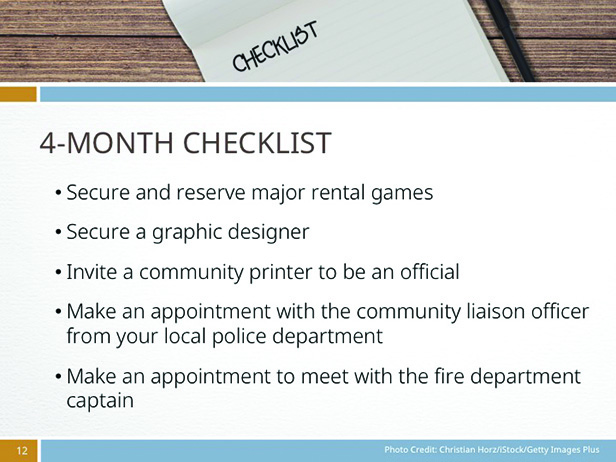 CHECKLIST
4-MONTH CHECKLIST
• Secure and reserve major rental games
• Secure a graphic designer
• Invite a community printer to be an official
• Make an appointment with the community liaison officer
from your local police department
• Make an appointment to meet with the fire department
captain
12
Photo Credit: Christian Horz/iStock/Getty Images Plus